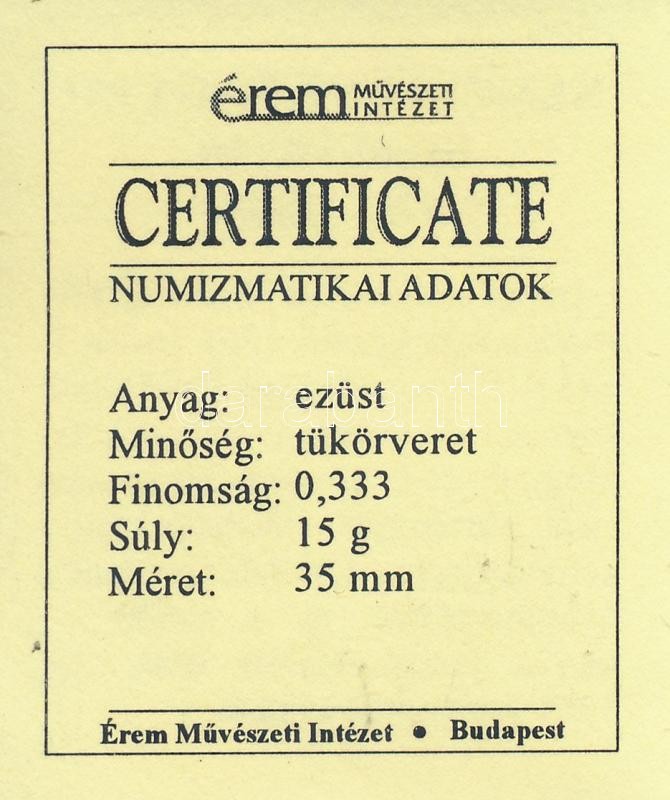 érem MŰVÉSZETI
INTÉZET
CERTIFICATE
NUMIZMATIKAI ADATOK
Anyag: ezüst
Minőség: tükörveret
Finomság: 0,333
Súly: 15 g
Méret: 35 mm
darabanth
Érem Művészeti Intézet • Budapest